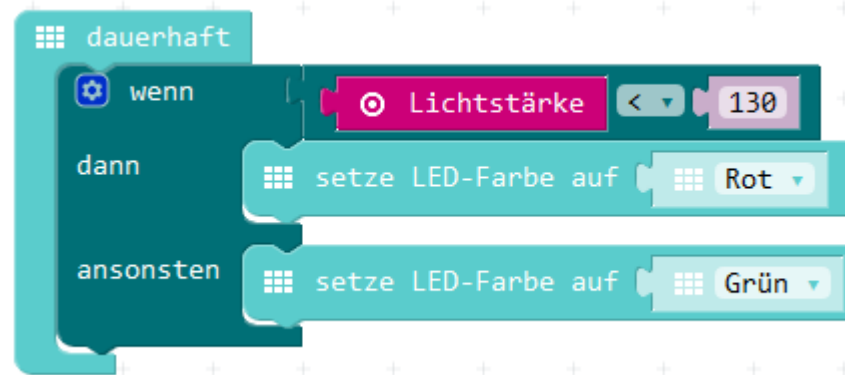 dauerhaft
wenn Lichtstärke < 130
dann setze LED-Farbe auf Rot
ansonsten setze LED-Farbe auf Grün